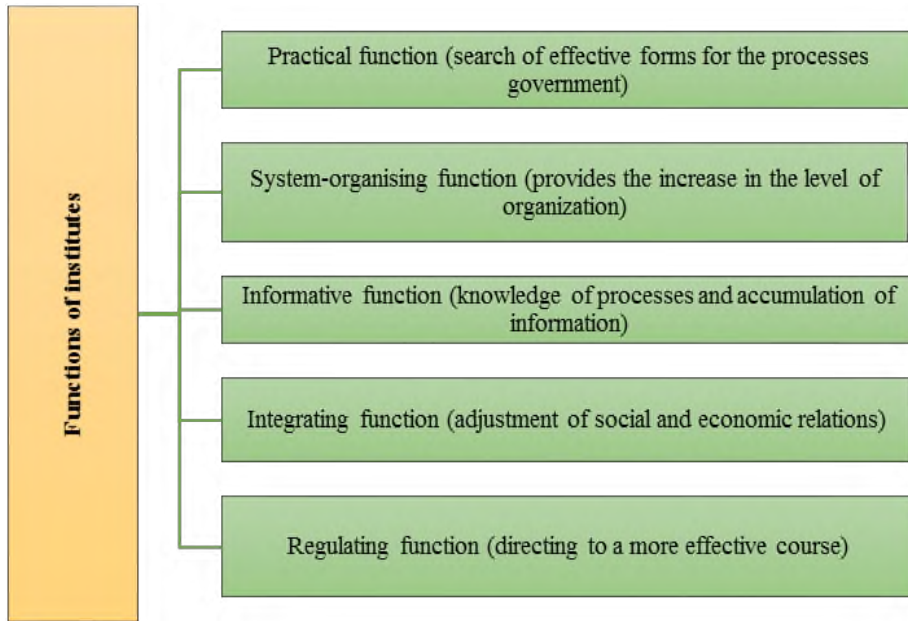 Functions of institutes
Practical function (search of effective forms for the processes
government)
System-organising function (provides the increase in the level of
organization)
Informative function (knowledge of processes and accumulation of
information)
Integrating function (adjustment of social and economic relations)
Regulating function (directing to a more effective course)